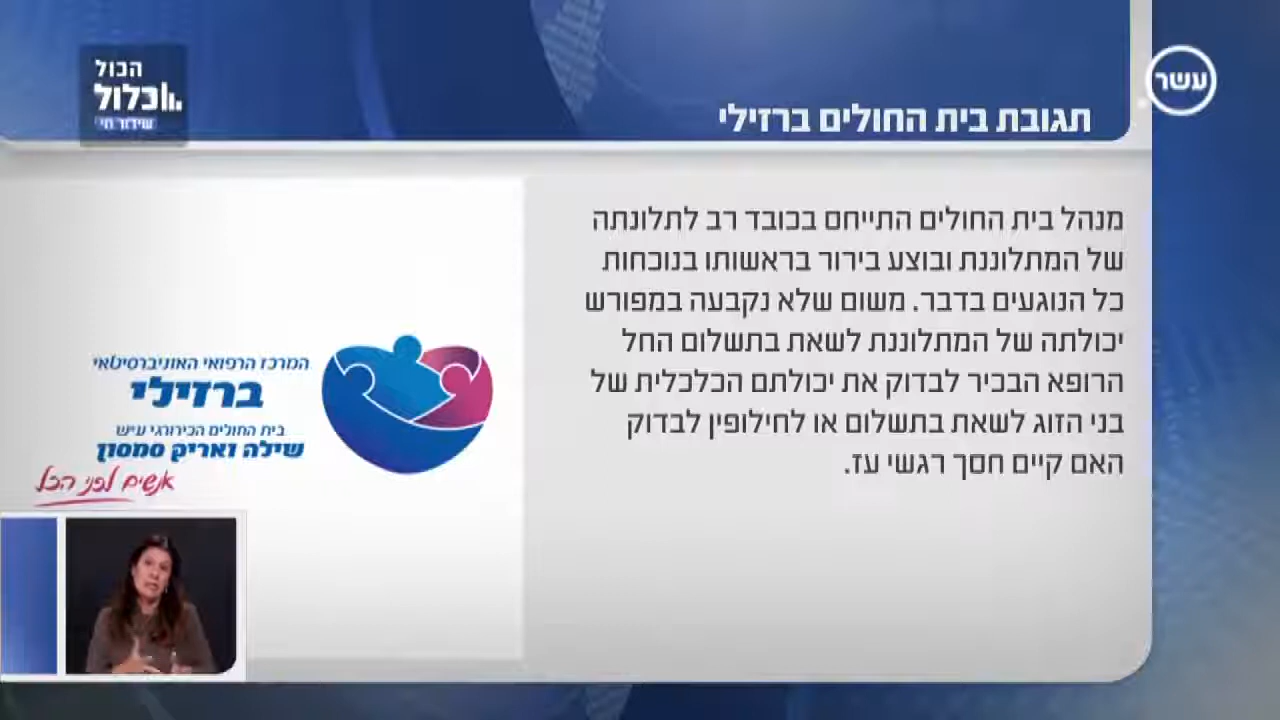 הכול
כלול
שידור חי
עשר
תגובת בית החולים ברזילי
מנהל בית החולים התייחם בכובד רב לתלונתה
של המתלוננת ובוצע בירור בראשותו בנוכחות
כל הנוגעים בדבר. משום שלא נקבעה במפורש
יכולתה של המתלוננת לשאת בתשלום החל
הרופא הבכיר לבדוק את יכולתם הכלכלית של
בני הזוג לשאת בתשלום או לחילופין לבדוק
האם קיים חסך רגשי עז.
המרכז הרפואי האוניברסיטאי
ברזילי
בית החולים הכירורגי ע״ש
שילה ואריק סמסון
אנשים לפני הכל